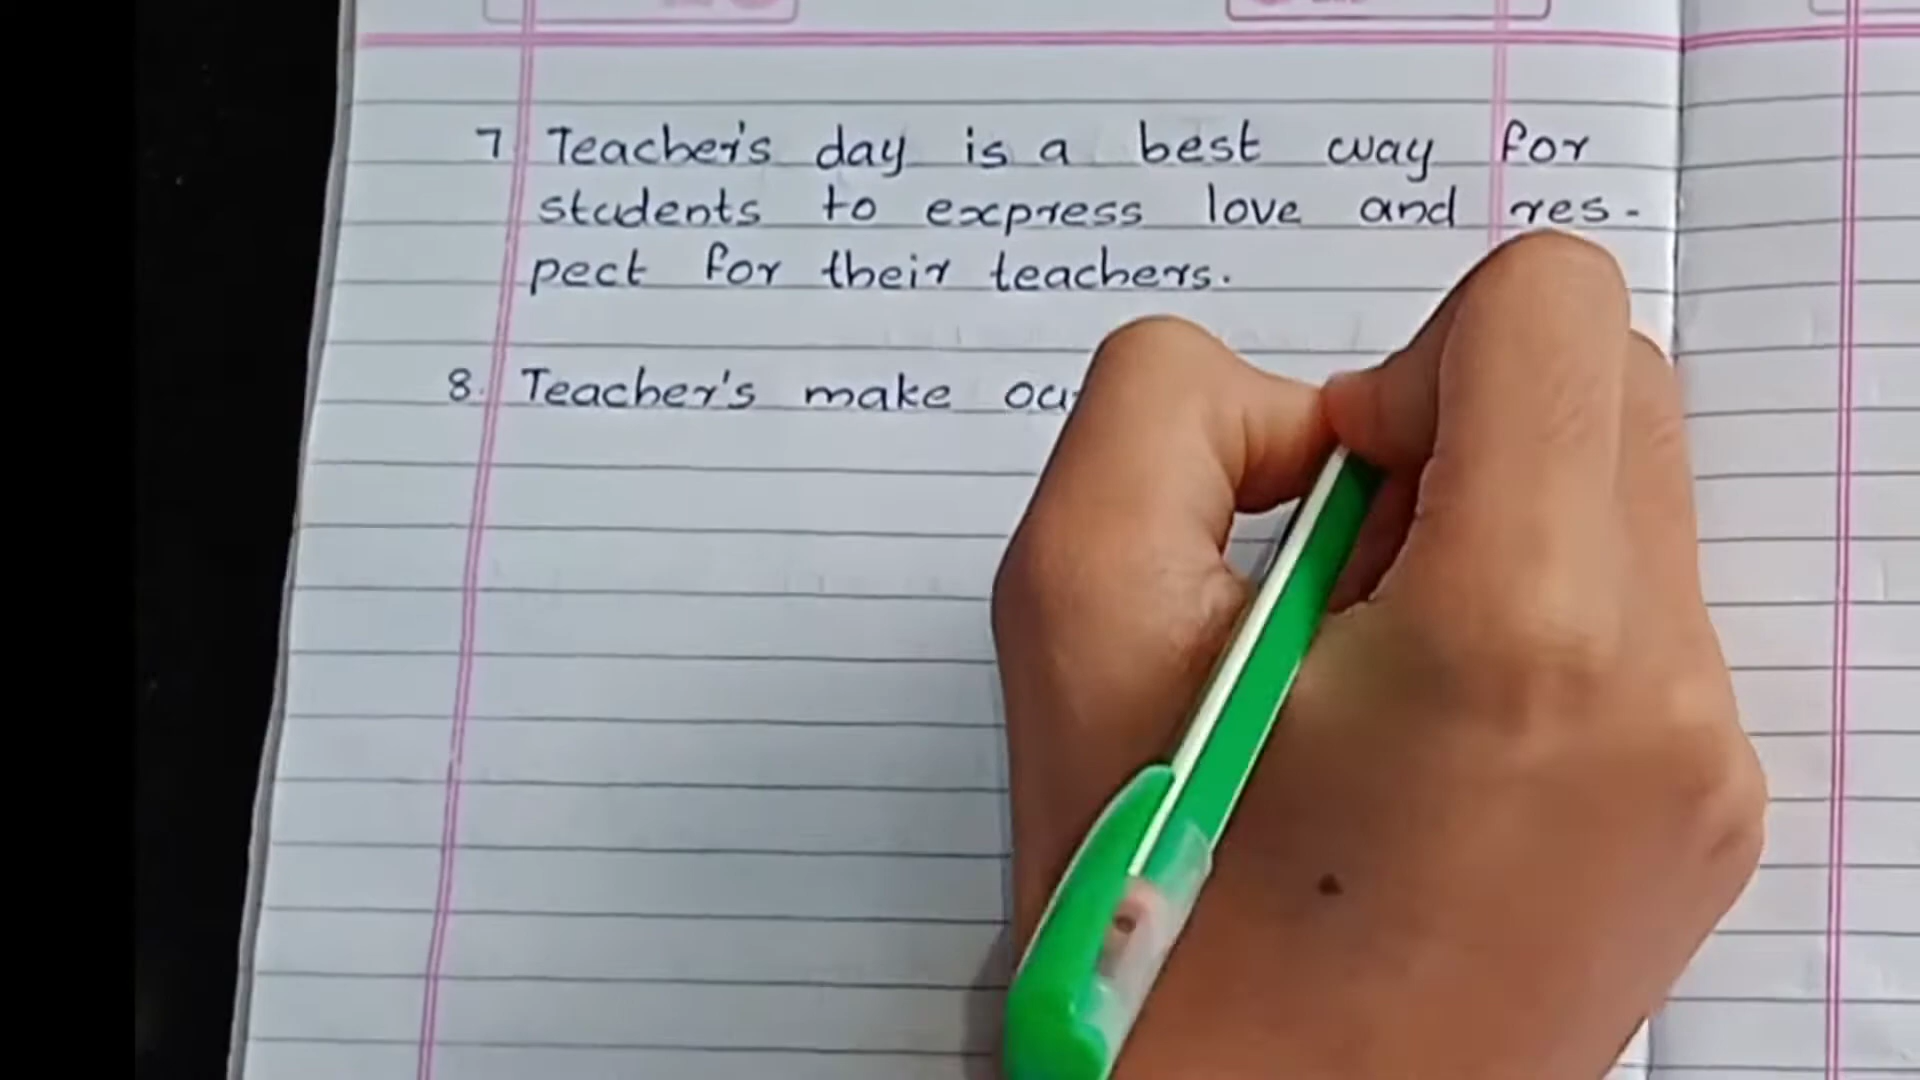 7 Teacher's day is a best way for
students to express love and res-
pect for their teachers.
8. Teacher's make